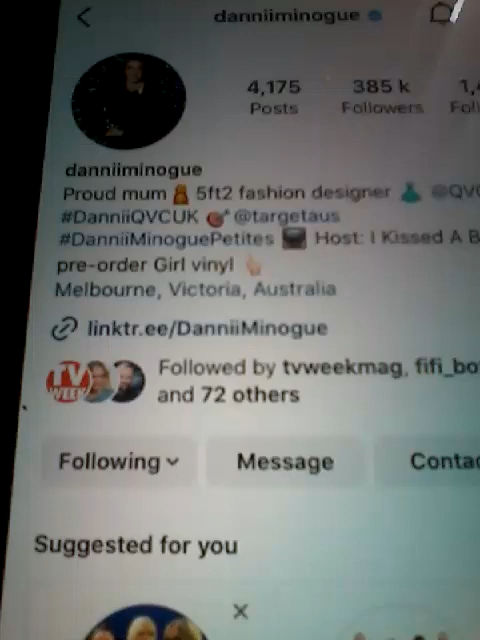 danniiminogue
4,175 385 k
Posts Followers
danniiminogue
Proud mum 5ft2 fashion designer
#DanniiQVCUK @targetaus
#DanniiMinoguePetites Host: I Kissed A
pre-order Girl vinyl
Melbourne, Victoria, Australia
linktr.ee/DanniiMinogue
TV
WEEK
Followed by tvweekmag,
and 72 others
Following Message
Suggested for you